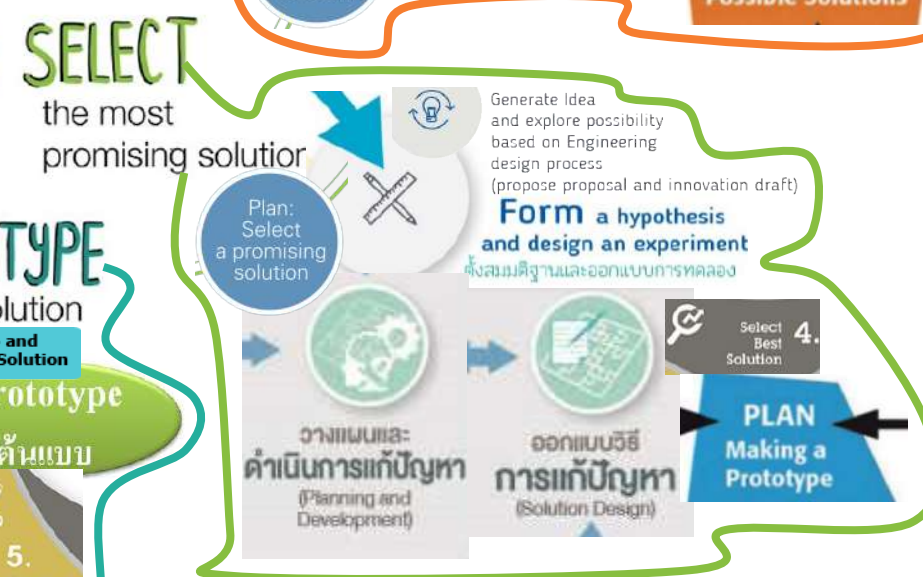 Possible Solutions
SELECT
the most
promising solution
Generate Idea
and explore possibility
based on Engineering
design process
(propose proposal and innovation draft)
Plan:
Select
a promising
solution
Form a hypothesis
and design an experiment
ตั้งสมมติฐานและออกแบบการทดลอง
TYPE
olution
and
Solution
rototype
ต้นแบบ
5.
วางแผนและ
ดำเนินการแก้ปัญหา
(Planning and
Development)
ออกแบบวิธี
การแก้ปัญหา
(Solution Design)
Select
Best
Solution
4.
PLAN
Making a
Prototype